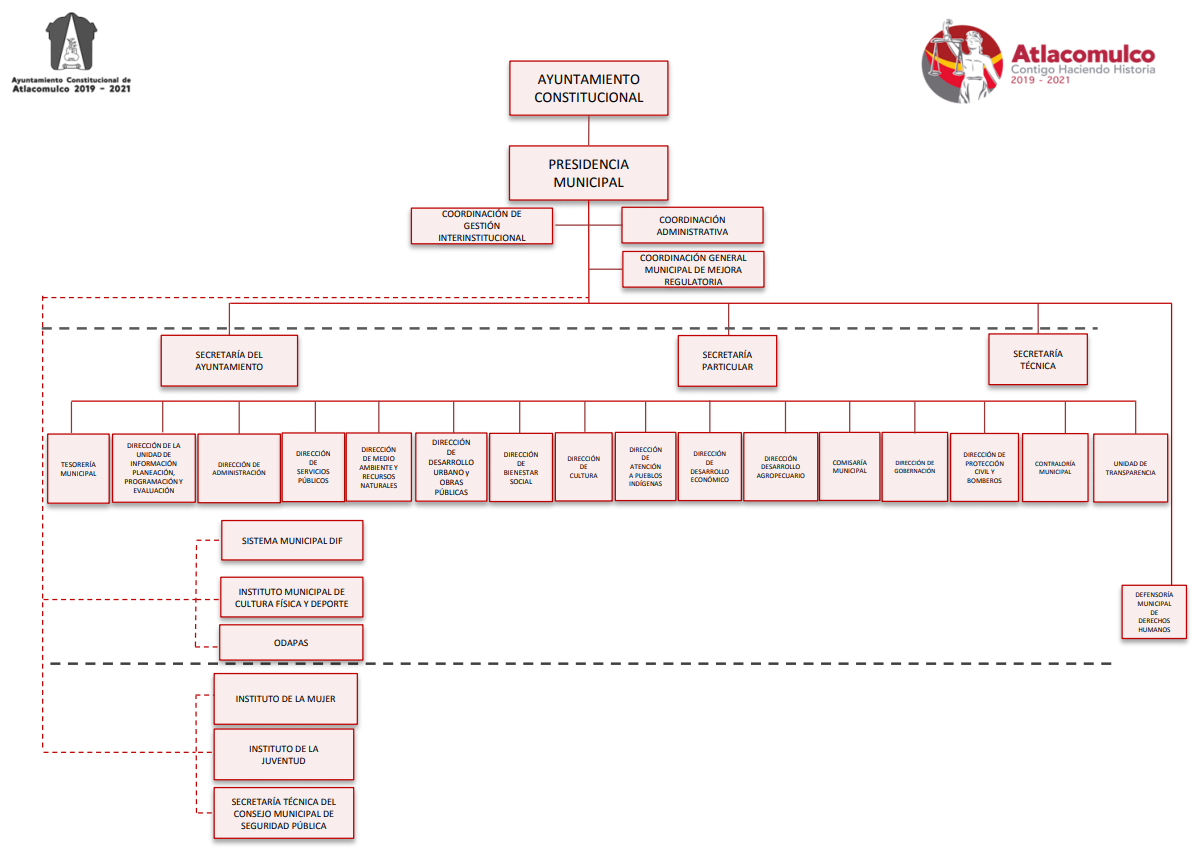 Ayuntamiento Constitucional de
Atlacomulco 2019 - 2021
Atlacomulco
Contigo Haciendo Historia
2019 - 2021
AYUNTAMIENTO
CONSTITUCIONAL
PRESIDENCIA
MUNICIPAL
COORDINACIÓN DE
GESTIÓN
INTERINSTITUCIONAL
COORDINACIÓN
ADMINISTRATIVA
COORDINACIÓN GENERAL
MUNICIPAL DE MEJORA
REGULATORIA
SECRETARÍA DEL
AYUNTAMIENTO
SECRETARÍA
PARTICULAR
SECRETARÍA
TÉCNICA
TESORERÍA
MUNICIPAL
DIRECCIÓN DE LA
UNIDAD DE
INFORMACIÓN
PLANEACIÓN,
PROGRAMACIÓN Y
EVALUACIÓN
DIRECCIÓN DE
ADMINISTRACIÓN
DIRECCIÓN
DE
SERVICIOS
PÚBLICOS
DIRECCIÓN
DE MEDIO
AMBIENTE Y
RECURSOS
NATURALES
DIRECCIÓN
DE
DESARROLLO
URBANO y
OBRAS
PÚBLICAS
DIRECCIÓN
DE
BIENESTAR
SOCIAL
DIRECCIÓN
DE
CULTURA
DIRECCIÓN
DE
ATENCIÓN
A PUEBLOS
INDÍGENAS
DIRECCIÓN
DE
DESARROLLO
ECONÓMICO
DIRECCIÓN
DESARROLLO
AGROPECUARIO
COMISARÍA
MUNICIPAL
DIRECCIÓN DE
GOBERNACIÓN
DIRECCIÓN DE
PROTECCIÓN
CIVIL Y
BOMBEROS
CONTRALORÍA
MUNICIPAL
UNIDAD DE
TRANSPARENCIA
SISTEMA MUNICIPAL DIF
INSTITUTO MUNICIPAL DE
CULTURA FÍSICA Y DEPORTE
ODAPAS
DEFENSORÍA
MUNICIPAL
DE
DERECHOS
HUMANOS
INSTITUTO DE LA MUJER
INSTITUTO DE LA
JUVENTUD
SECRETARÍA TÉCNICA DEL
CONSEJO MUNICIPAL DE
SEGURIDAD PÚBLICA